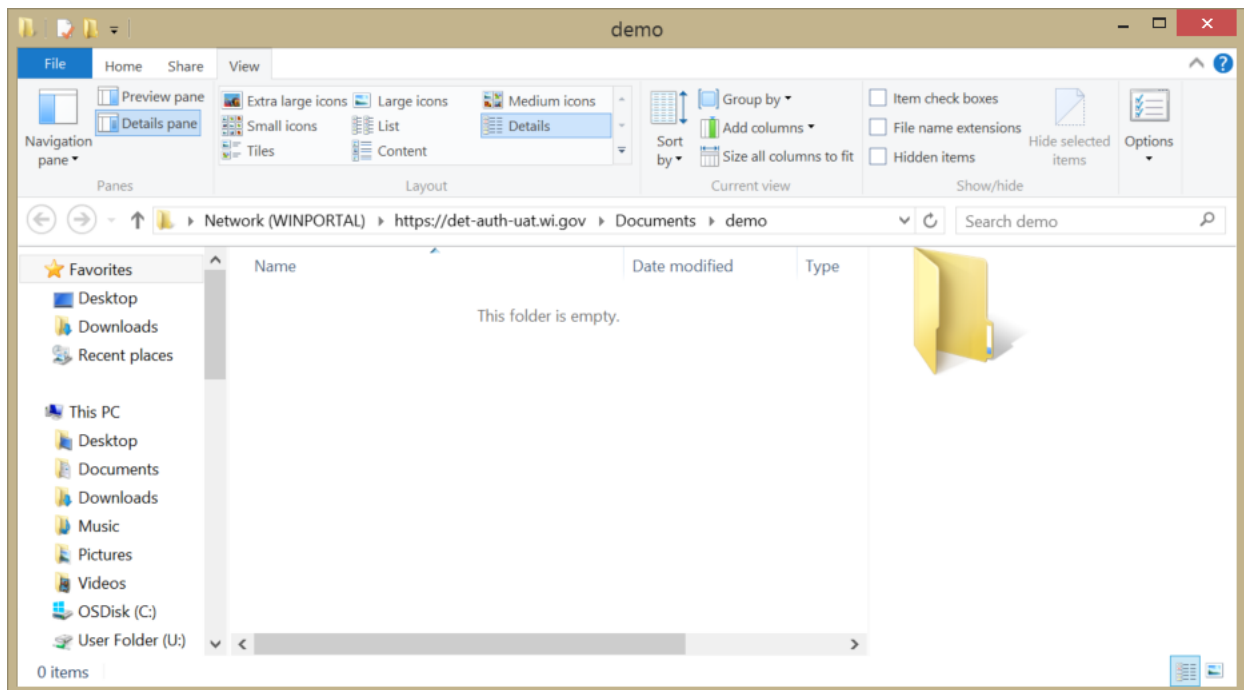 demo
File Home Share View
Navigation pane
Preview pane
Details pane
Panes
Extra large icons Large icons Medium icons
Small icons List Details
Tiles Content
Layout
Sort by
Group by
Add columns
Size all columns to fit
Current view
Item check boxes
File name extensions
Hidden items
Hide selected items
Show/hide
Options
Network (WINPORTAL) https://det-auth-uat.wi.gov Documents demo
Search demo
Favorites
Desktop
Downloads
Recent places
This PC
Desktop
Documents
Downloads
Music
Pictures
Videos
OSDisk (C:)
User Folder (U:)
Name Date modified Type
This folder is empty.
0 items